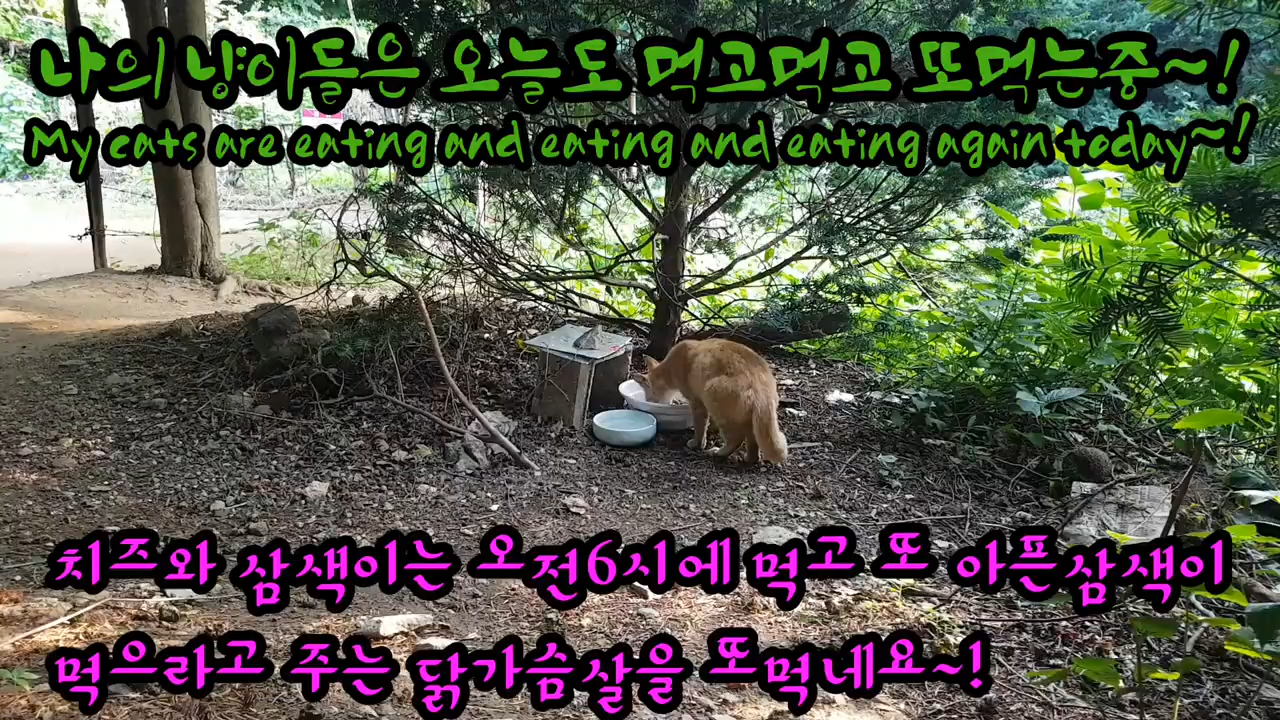 나의 냥이들은 오늘도 먹고먹고 또먹는중~!
My cats are eating and eating and eating again today~!
치즈와 삼색이는 오전6시에 먹고 또 아픈삼색이
먹으라고 주는 닭가슴살을 또먹네요~!